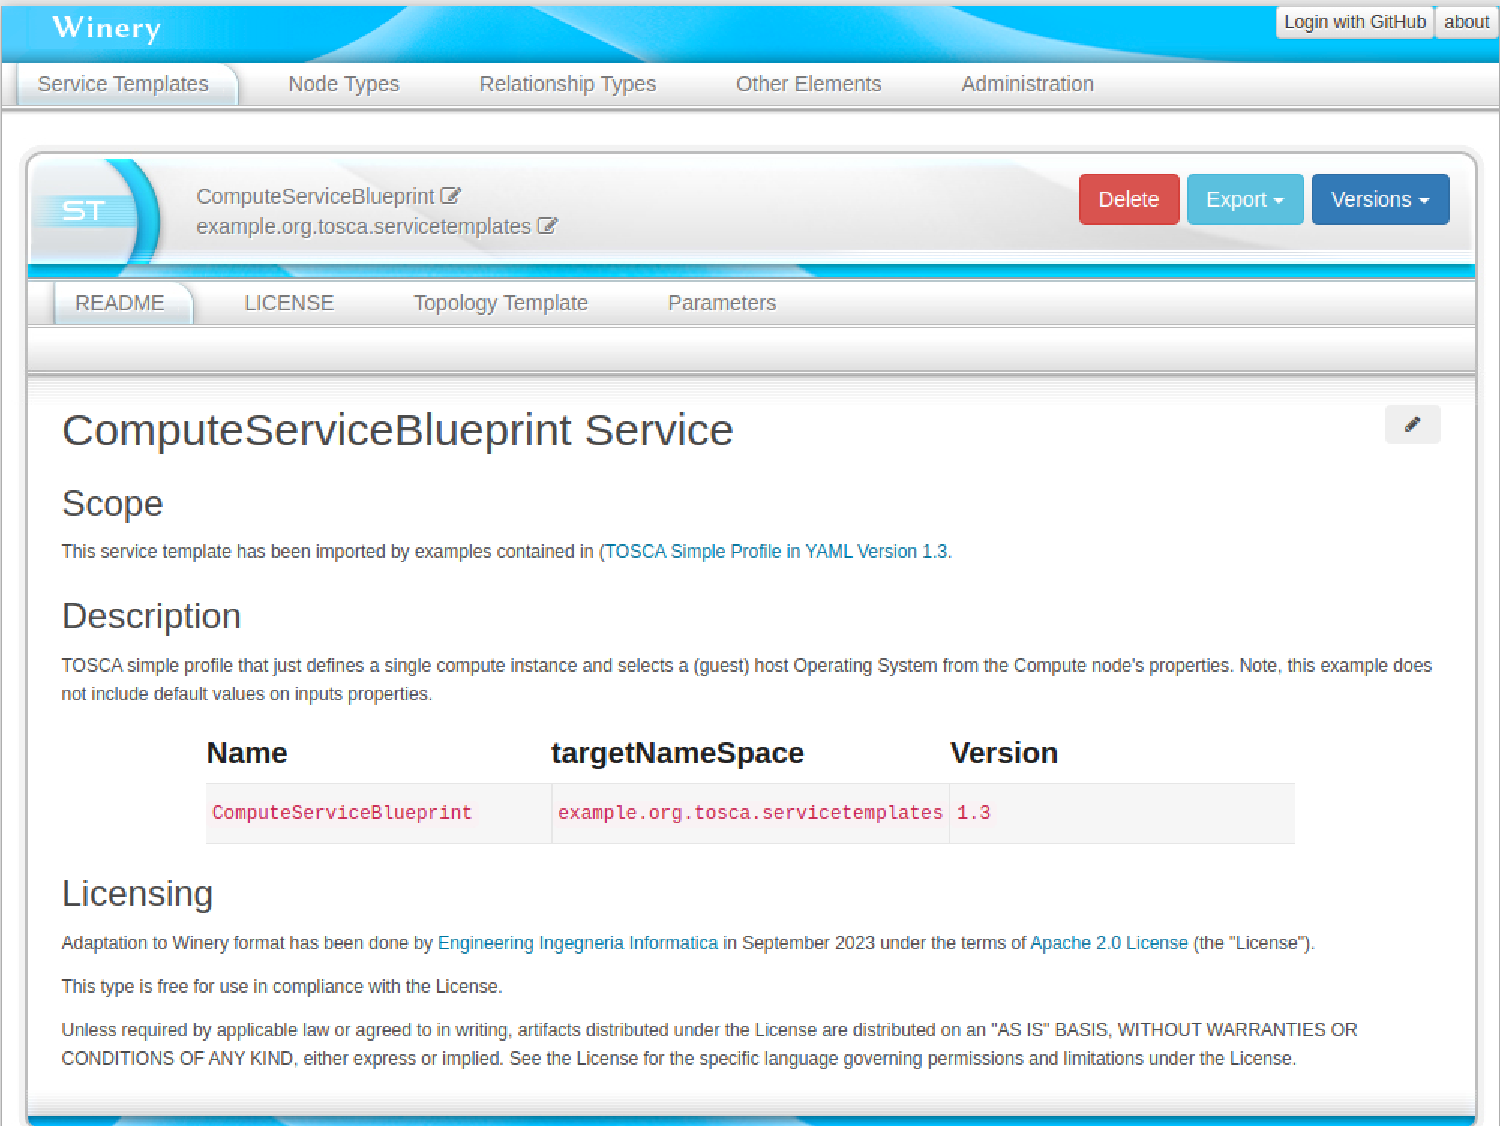 Winery
Login with GitHub about
Service Templates Node Types Relationship Types Other Elements Administration
ST
ComputeServiceBlueprint
example.org.tosca.servicetemplates
Delete Export Versions
README LICENSE Topology Template Parameters
ComputeServiceBlueprint Service
Scope
This service template has been imported by examples contained in (TOSCA Simple Profile in YAML Version 1.3.
Description
TOSCA simple profile that just defines a single compute instance and selects a (guest) host Operating System from the Compute node's properties. Note, this example does
not include default values on inputs properties.
Name targetNameSpace Version
ComputeServiceBlueprint example.org.tosca.servicetemplates 1.3
Licensing
Adaptation to Winery format has been done by Engineering Ingegneria Informatica in September 2023 under the terms of Apache 2.0 License (the "License").
This type is free for use in compliance with the License.
Unless required by applicable law or agreed to in writing, artifacts distributed under the License are distributed on an "AS IS" BASIS, WITHOUT WARRANTIES OR
CONDITIONS OF ANY KIND, either express or implied. See the License for the specific language governing permissions and limitations under the License.